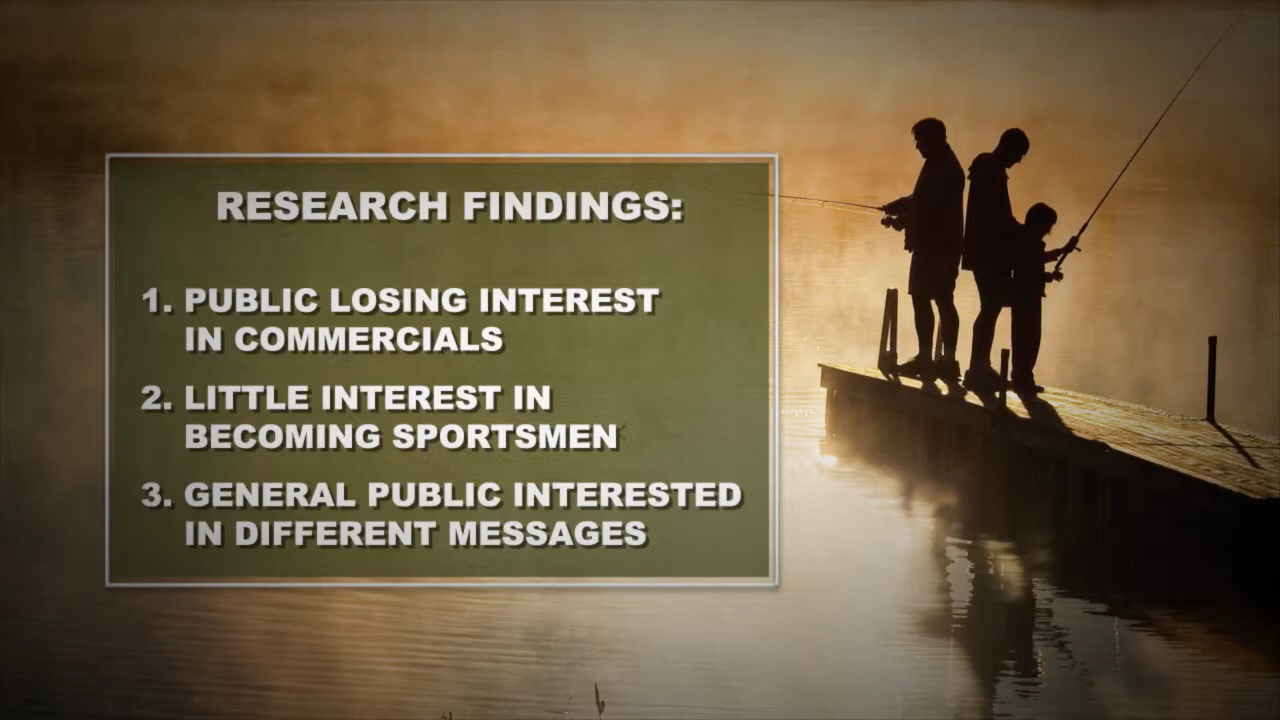 RESEARCH FINDINGS:
1. PUBLIC LOSING INTEREST
IN COMMERCIALS
2. LITTLE INTEREST IN
BECOMING SPORTSMEN
3. GENERAL PUBLIC INTERESTED
IN DIFFERENT MESSAGES